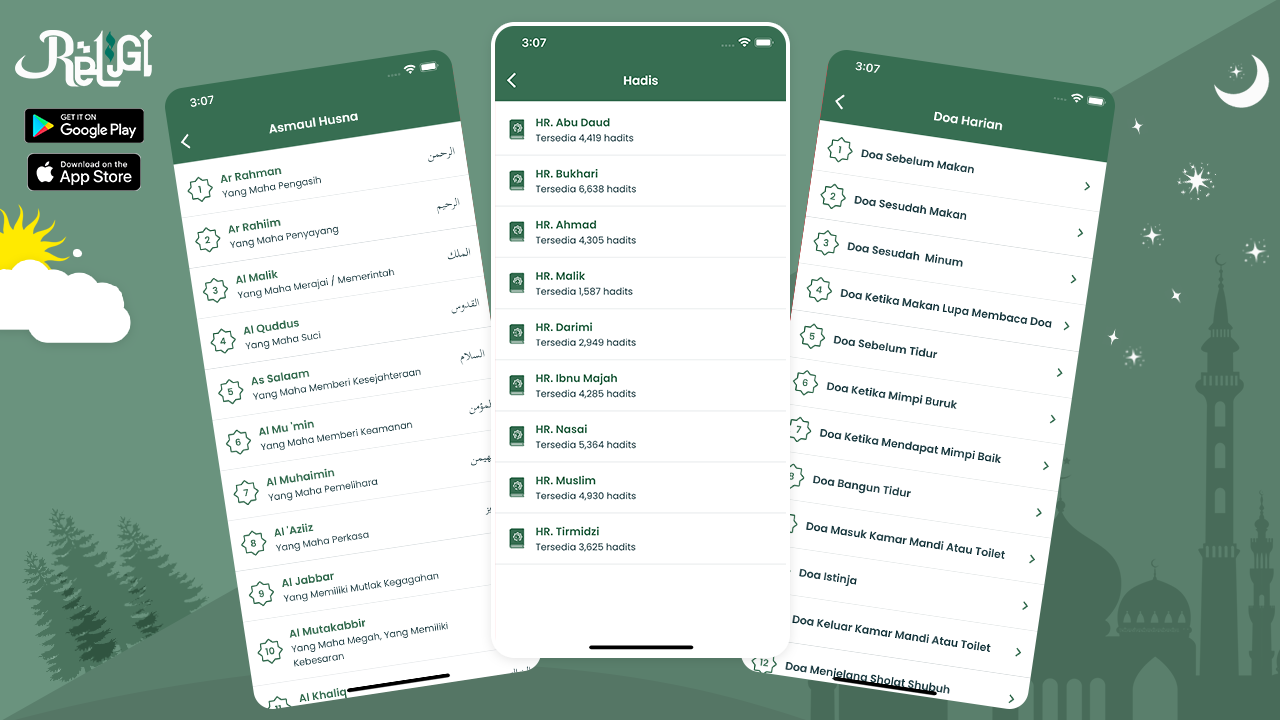 Religi
GET IT ON
Google Play
Download on the
App Store
3:07
Asmaul Husna
1
Ar Rahman
الرحمن
Yang Maha Pengasih
2
Ar Rahiim
الرحيم
Yang Maha Penyayang
3
Al Malik
الملك
Yang Maha Merajai / Memerintah
4
Al Quddus
القدوس
Yang Maha Suci
5
As Salaam
السلام
Yang Maha Memberi Kesejahteraan
6
Al Mu 'min
Yang Maha Memberi Keamanan
7
Al Muhaimin
Yang Maha Pemelihara
8
Al 'Aziiz
Yang Maha Perkasa
9
Al Jabbar
Yang Memiliki Mutlak Kegagahan
10
Al Mutakabbir
Yang Maha Megah, Yang Memiliki
Kebesaran
Al Khaliq
3:07
Hadis
HR. Abu Daud
Tersedia 4,419 hadits
HR. Bukhari
Tersedia 6,638 hadits
HR. Ahmad
Tersedia 4,305 hadits
HR. Malik
Tersedia 1,587 hadits
HR. Darimi
Tersedia 2,949 hadits
HR. Ibnu Majah
Tersedia 4,285 hadits
HR. Nasai
Tersedia 5,364 hadits
HR. Muslim
Tersedia 4,930 hadits
HR. Tirmidzi
Tersedia 3,625 hadits
3:07
Doa Harian
1 Doa Sebelum Makan
2 Doa Sesudah Makan
3 Doa Sesudah Minum
4 Doa Ketika Makan Lupa Membaca Doa
5 Doa Sebelum Tidur
6 Doa Ketika Mimpi Buruk
7 Doa Ketika Mendapat Mimpi Baik
8 Doa Bangun Tidur
Doa Masuk Kamar Mandi Atau Toilet
Doa Istinja
Doa Keluar Kamar Mandi Atau Toilet
12 Doa Menjelang Sholat Shubuh